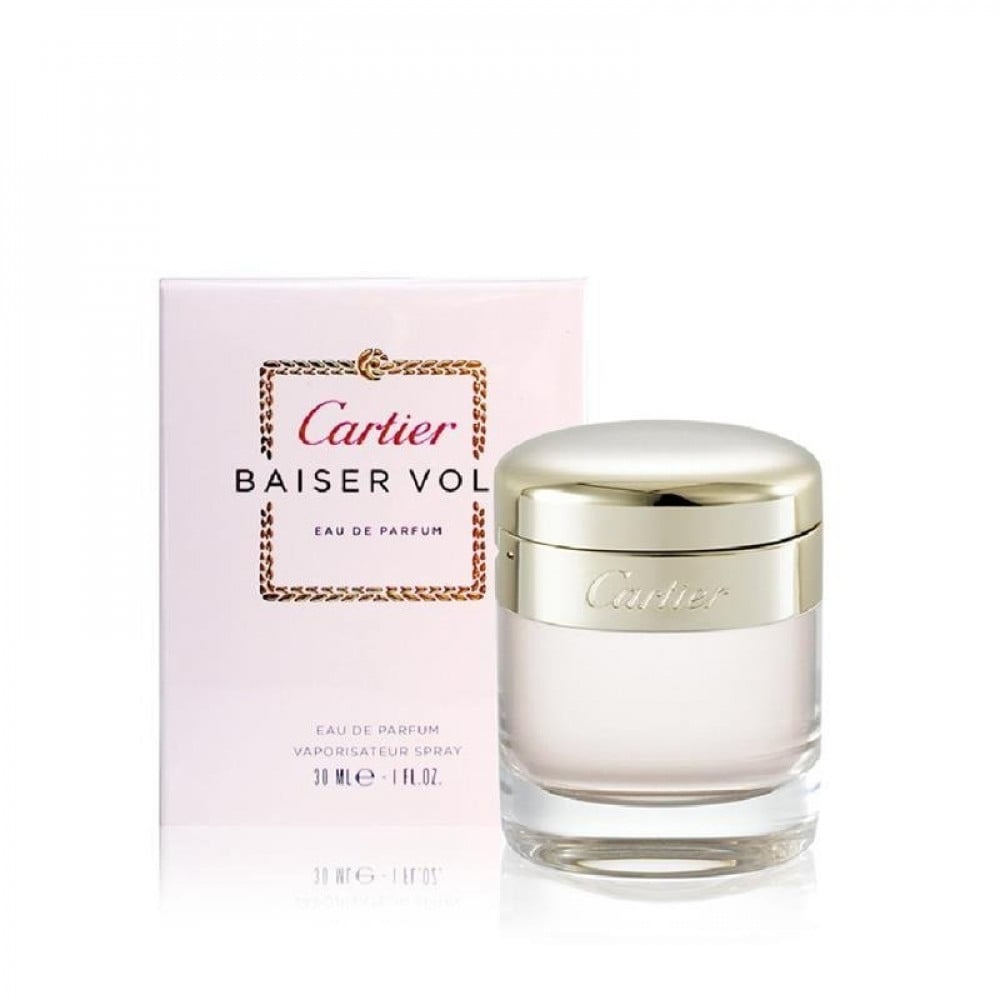 Cartier
BAISER VOL
EAU DE PARFUM
EAU DE PARFUM
VAPORISATEUR SPRAY
30 ML e - 1 FL.OZ.
Cartier